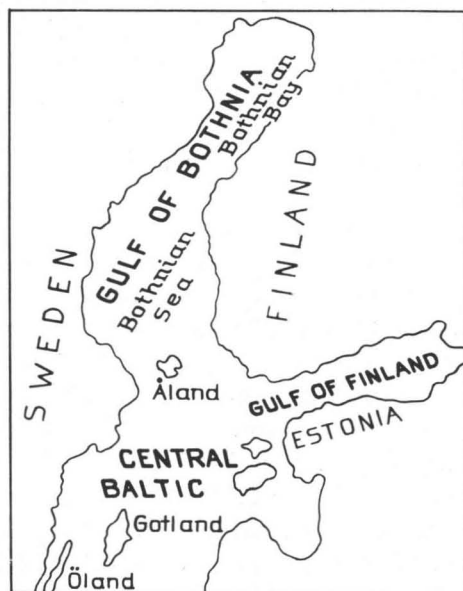 GULF OF BOTHNIA
Bothnian
Bay
SWEDEN
FINLAND
Bothnian
Sea
Åland
GULF OF FINLAND
ESTONIA
CENTRAL
BALTIC
Gotland
Öland